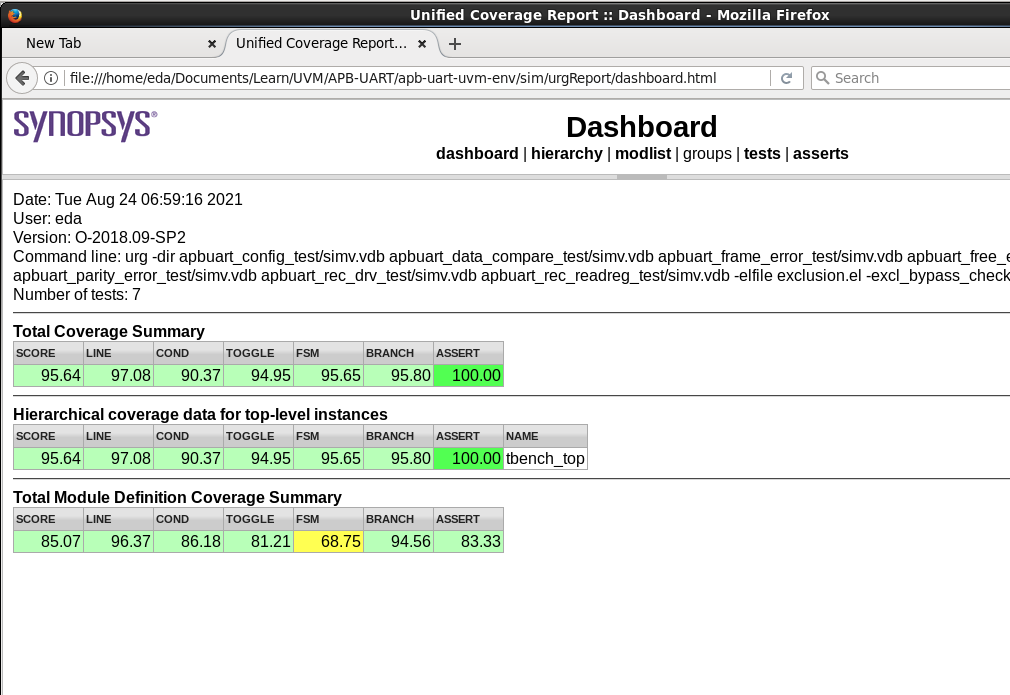 Unified Coverage Report :: Dashboard - Mozilla Firefox
New Tab × Unified Coverage Report... × +
file:///home/eda/Documents/Learn/UVM/APB-UART/apb-uart-uvm-env/sim/urgReport/dashboard.html Search
SYNOPSYS®
Dashboard
dashboard | hierarchy | modlist | groups | tests | asserts
Date: Tue Aug 24 06:59:16 2021
User: eda
Version: O-2018.09-SP2
Command line: urg -dir apbuart_config_test/simv.vdb apbuart_data_compare_test/simv.vdb apbuart_frame_error_test/simv.vdb apbuart_free_e
apbuart_parity_error_test/simv.vdb apbuart_rec_drv_test/simv.vdb apbuart_rec_readreg_test/simv.vdb -elfile exclusion.el -excl_bypass_check
Number of tests: 7
Total Coverage Summary
SCORE LINE COND TOGGLE FSM BRANCH ASSERT
95.64 97.08 90.37 94.95 95.65 95.80 100.00
Hierarchical coverage data for top-level instances
SCORE LINE COND TOGGLE FSM BRANCH ASSERT NAME
95.64 97.08 90.37 94.95 95.65 95.80 100.00 tbench_top
Total Module Definition Coverage Summary
SCORE LINE COND TOGGLE FSM BRANCH ASSERT
85.07 96.37 86.18 81.21 68.75 94.56 83.33